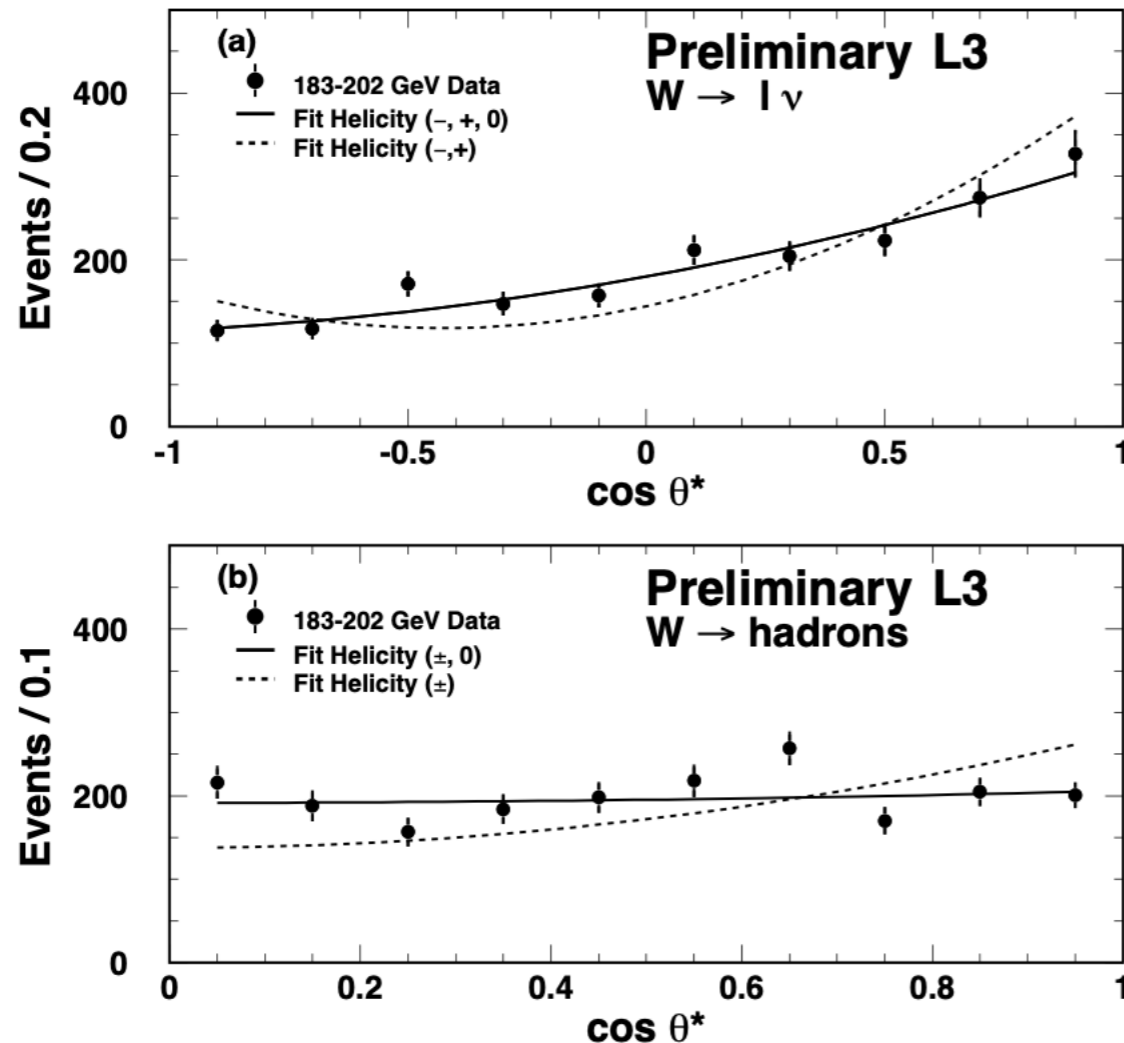 (a)
Preliminary L3
W → l ν
183-202 GeV Data
Fit Helicity (−, +, 0)
Fit Helicity (−,+)
Events / 0.2
400
200
0
-1
-0.5
0
0.5
1
cos θ*
(b)
Preliminary L3
W → hadrons
183-202 GeV Data
Fit Helicity (±, 0)
Fit Helicity (±)
Events / 0.1
400
200
0
0
0.2
0.4
0.6
0.8
1
cos θ*